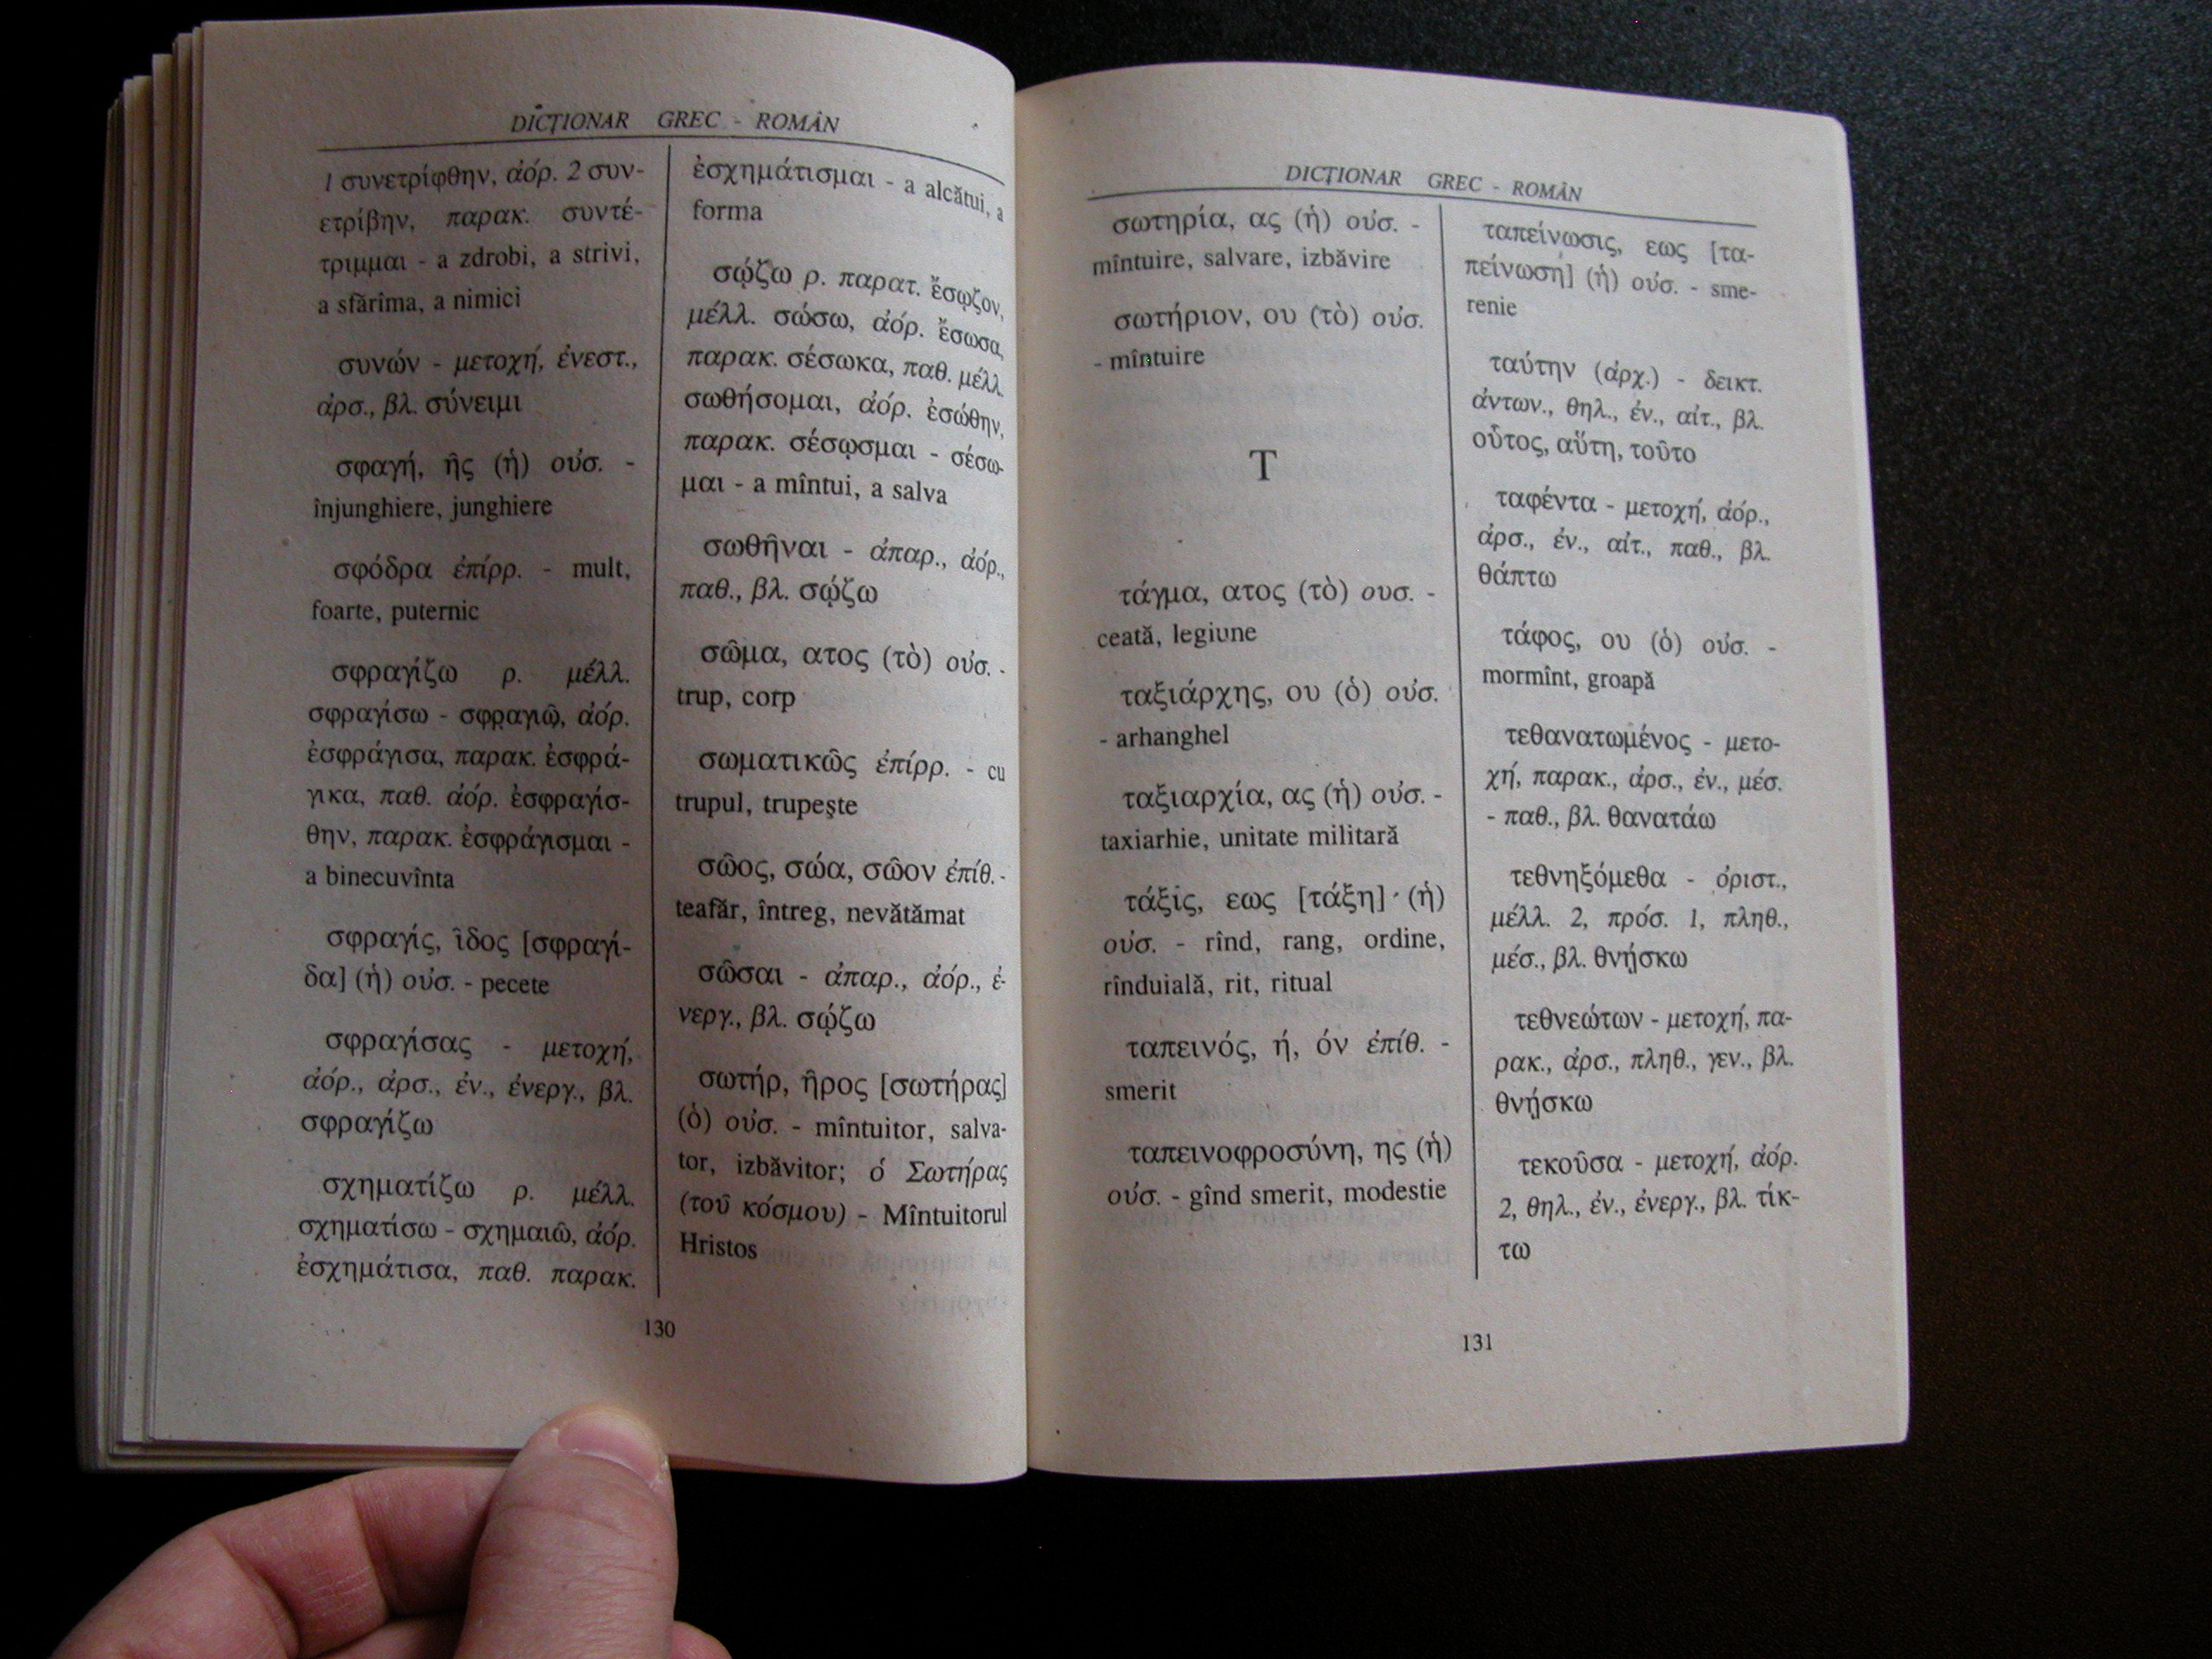 DICŢIONAR GREC - ROMÂN
1 συνετρίφθην, ἀόρ. 2 συν-
ετρίβην, παρακ. συντέ-
τριμμαι - a zdrobi, a strivi,
a sfărîma, a nimici
συνών - μετοχή, ἐνεστ.,
ἀρσ., βλ. σύνειμι
σφαγή, ῆς (ἡ) οὐσ. -
înjunghiere, junghiere
σφόδρα ἐπίρρ. - mult,
foarte, puternic
σφραγίζω ρ. μέλλ.
σφραγίσω - σφραγιῶ, ἀόρ.
ἐσφράγισα, παρακ. ἐσφρά-
γικα, παθ. ἀόρ. ἐσφραγίσ-
θην, παρακ. ἐσφράγισμαι -
a binecuvînta
σφραγίς, ῖδος [σφραγί-
δα] (ἡ) οὐσ. - pecete
σφραγίσας - μετοχή,
ἀόρ., ἀρσ., ἐν., ἐνεργ., βλ.
σφραγίζω
σχηματίζω ρ. μέλλ.
σχηματίσω - σχημαιῶ, ἀόρ.
ἐσχημάτισα, παθ. παρακ.
ἐσχημάτισμαι - a alcătui, a
forma
σῴζω ρ. παρατ. ἔσῳζον,
μέλλ. σώσω, ἀόρ. ἔσωσα,
παρακ. σέσωκα, παθ. μέλλ.
σωθήσομαι, ἀόρ. ἐσώθην,
παρακ. σέσῳσμαι - σέσω-
μαι - a mîntui, a salva
σωθῆναι - ἀπαρ., ἀόρ.,
παθ., βλ. σῴζω
σῶμα, ατος (τὸ) οὐσ. -
trup, corp
σωματικῶς ἐπίρρ. - cu
trupul, trupeşte
σῶος, σώα, σῶον ἐπίθ. -
teafăr, întreg, nevătămat
σῶσαι - ἀπαρ., ἀόρ., ἐ-
νεργ., βλ. σῴζω
σωτήρ, ῆρος [σωτήρας]
(ὁ) οὐσ. - mîntuitor, salva-
tor, izbăvitor; ὁ Σωτήρας
(τοῦ κόσμου) - Mîntuitorul
Hristos
130
DICŢIONAR GREC - ROMÂN
σωτηρία, ας (ἡ) οὐσ. -
mîntuire, salvare, izbăvire
σωτήριον, ου (τὸ) οὐσ.
- mîntuire
T
τάγμα, ατος (τὸ) ουσ. -
ceată, legiune
ταξιάρχης, ου (ὁ) οὐσ.
- arhanghel
ταξιαρχία, ας (ἡ) οὐσ. -
taxiarhie, unitate militară
τάξίς, εως [τάξη] (ἡ)
οὐσ. - rînd, rang, ordine,
rînduială, rit, ritual
ταπεινός, ή, όν ἐπίθ. -
smerit
ταπεινοφροσύνη, ης (ἡ)
οὐσ. - gînd smerit, modestie
ταπείνωσις, εως [τα-
πείνωση] (ἡ) οὐσ. - sme-
renie
ταύτην (ἀρχ.) - δεικτ.
ἀντων., θηλ., ἐν., αἰτ., βλ.
οὗτος, αὕτη, τοῦτο
ταφέντα - μετοχή, ἀόρ.,
ἀρσ., ἐν., αἰτ., παθ., βλ.
θάπτω
τάφος, ου (ὁ) οὐσ. -
mormînt, groapă
τεθανατωμένος - μετο-
χή, παρακ., ἀρσ., ἐν., μέσ.
- παθ., βλ. θανατάω
τεθνηξόμεθα - ὁριστ.,
μέλλ. 2, πρόσ. 1, πληθ.,
μέσ., βλ. θνῄσκω
τεθνεώτων - μετοχή, πα-
ρακ., ἀρσ., πληθ., γεν., βλ.
θνῄσκω
τεκοῦσα - μετοχή, ἀόρ.
2, θηλ., ἐν., ἐνεργ., βλ. τίκ-
τω
131